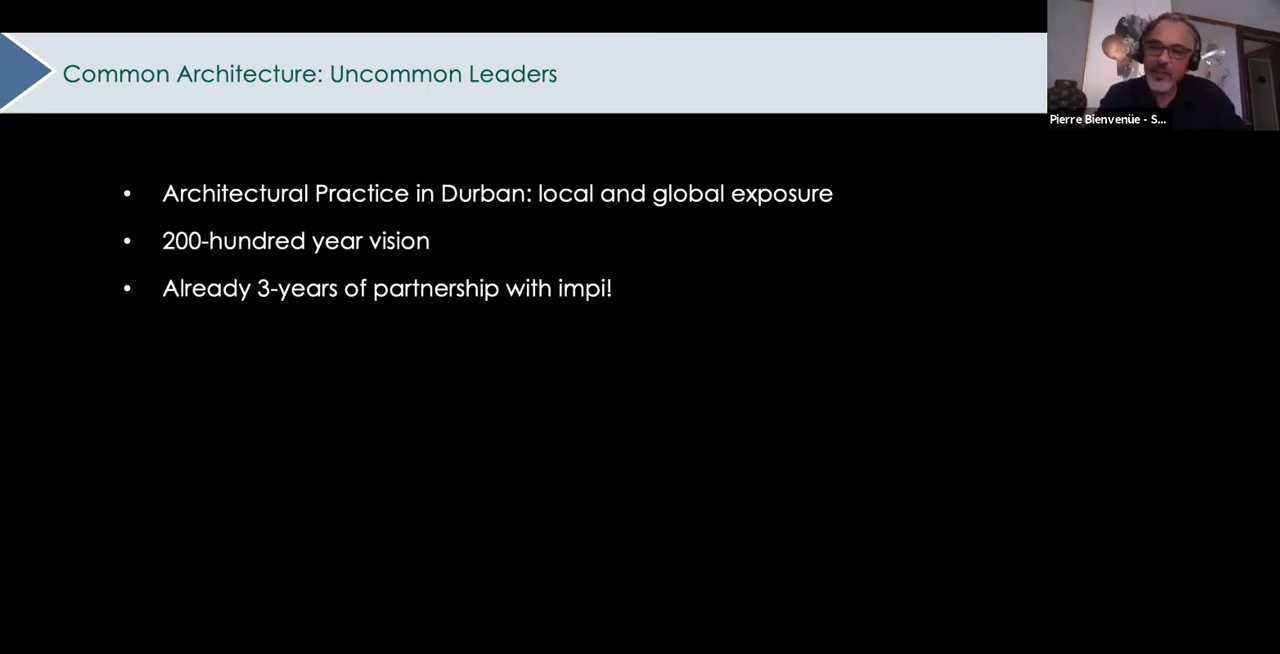 Common Architecture: Uncommon Leaders
Pierre Bienvenüe - S...
• Architectural Practice in Durban: local and global exposure
• 200-hundred year vision
• Already 3-years of partnership with impi!